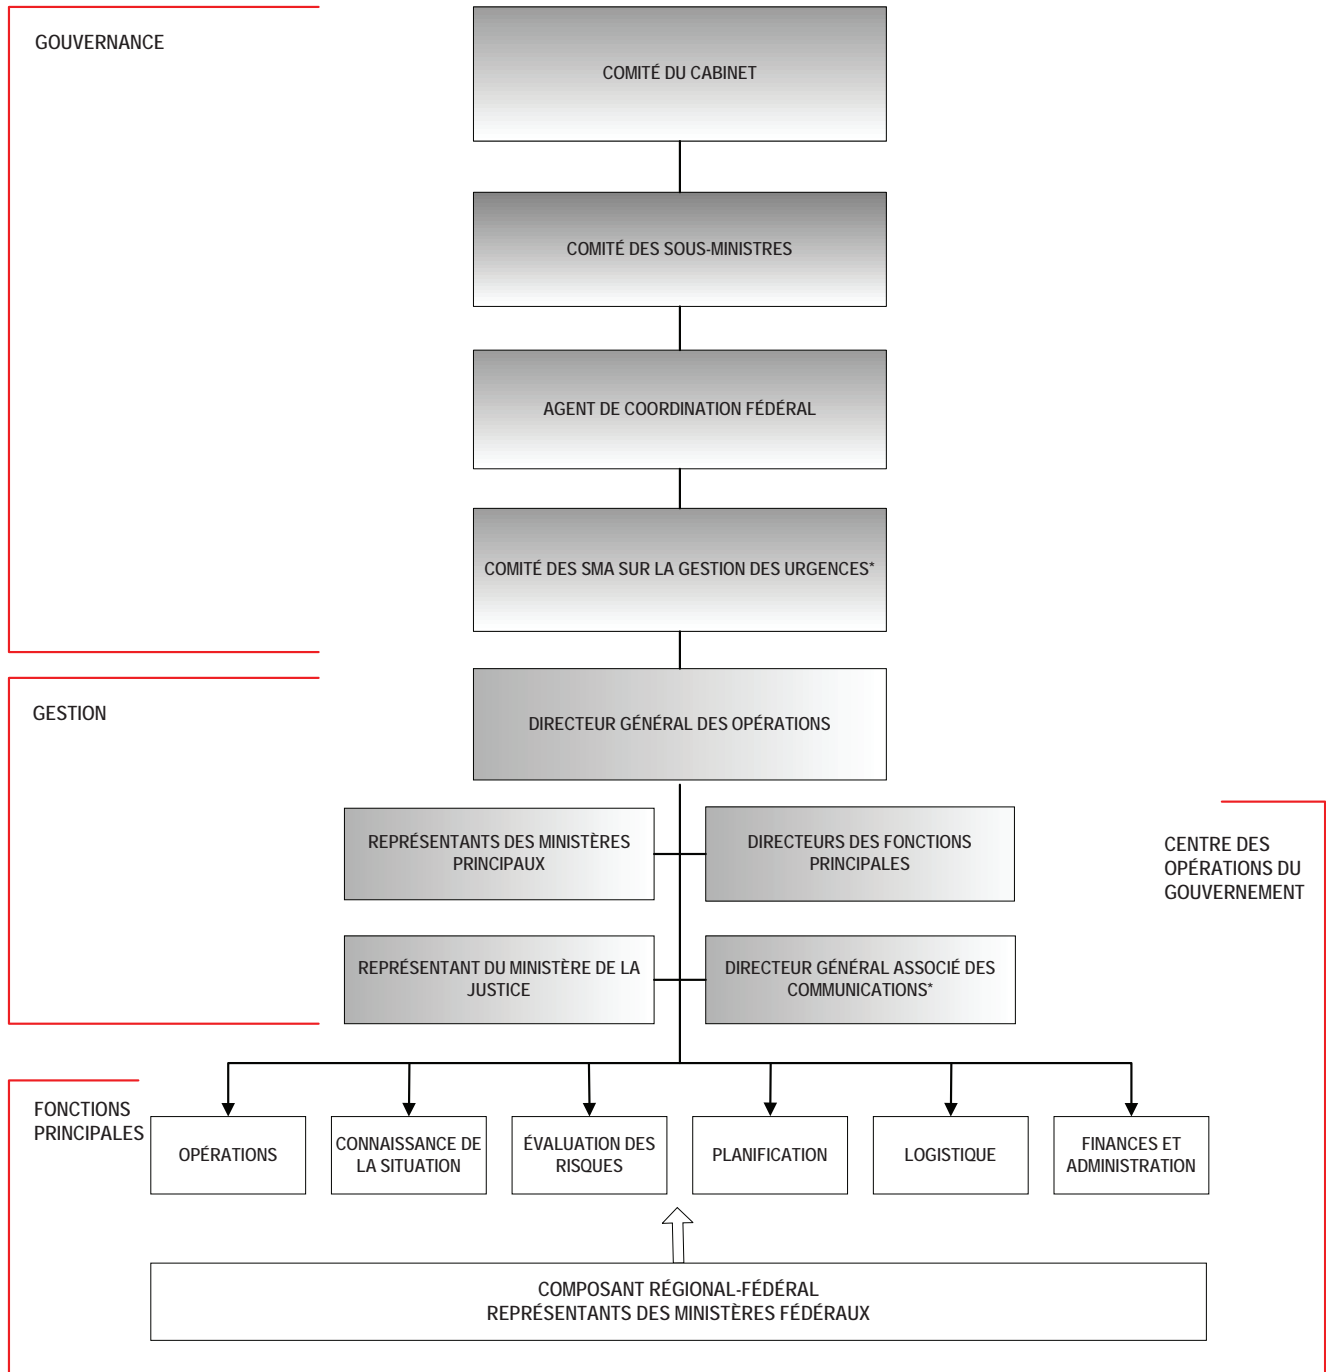 GOUVERNANCE
COMITÉ DU CABINET
COMITÉ DES SOUS-MINISTRES
AGENT DE COORDINATION FÉDÉRAL
COMITÉ DES SMA SUR LA GESTION DES URGENCES*
GESTION
DIRECTEUR GÉNÉRAL DES OPÉRATIONS
REPRÉSENTANTS DES MINISTÈRES
PRINCIPAUX
DIRECTEURS DES FONCTIONS
PRINCIPALES
CENTRE DES
OPÉRATIONS DU
GOUVERNEMENT
REPRÉSENTANT DU MINISTÈRE DE LA
JUSTICE
DIRECTEUR GÉNÉRAL ASSOCIÉ DES
COMMUNICATIONS*
FONCTIONS
PRINCIPALES
OPÉRATIONS
CONNAISSANCE DE
LA SITUATION
ÉVALUATION DES
RISQUES
PLANIFICATION
LOGISTIQUE
FINANCES ET
ADMINISTRATION
COMPOSANT RÉGIONAL-FÉDÉRAL
REPRÉSENTANTS DES MINISTÈRES FÉDÉRAUX